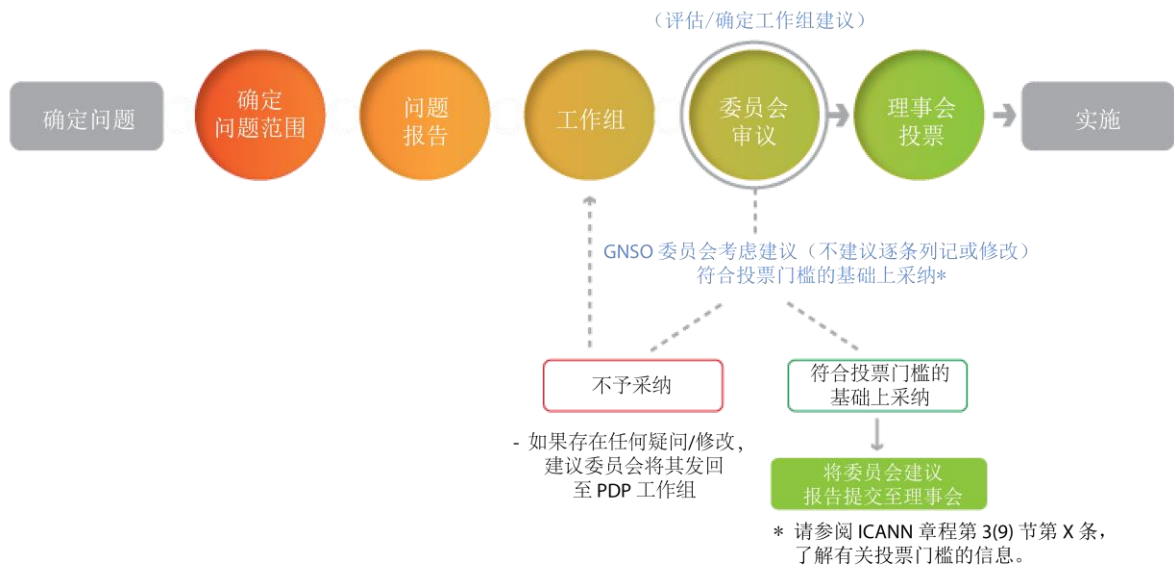 （评估/确定工作组建议）
确定问题
确定
问题范围
问题
报告
工作组
委员会
审议
理事会
投票
实施
GNSO 委员会考虑建议（不建议逐条列记或修改）
符合投票门槛的基础上采纳*
不予采纳
符合投票门槛的
基础上采纳
- 如果存在任何疑问/修改，
建议委员会将其发回
至 PDP 工作组
将委员会建议
报告提交至理事会
* 请参阅 ICANN 章程第 3(9) 节第 X 条，
了解有关投票门槛的信息。